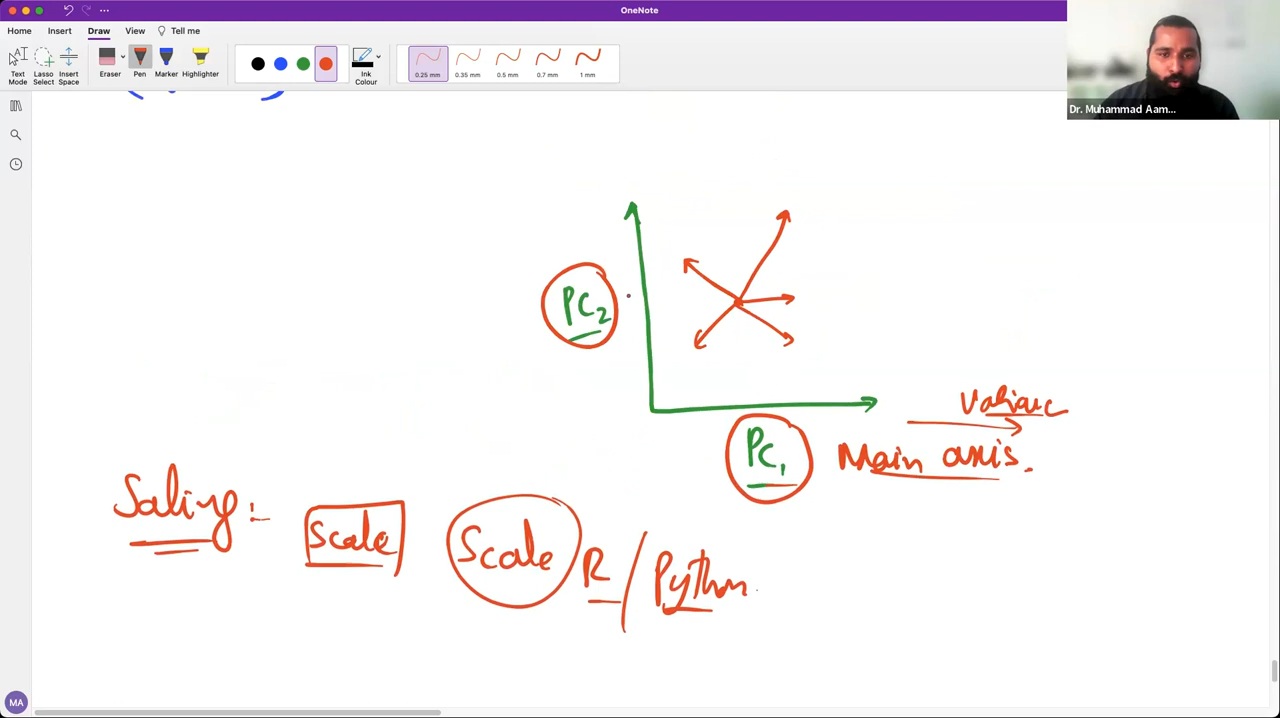 OneNote
Home Insert Draw View Tell me
Text Mode
Lasso Select
Insert Space
Eraser
Pen
Marker
Highlighter
Ink Colour
0.25 mm
0.35 mm
0.5 mm
0.7 mm
1 mm
Dr. Muhammad Aam...
PC2
Variance
PC1 Main axis.
Saling :- Scale Scale R / Python
MA